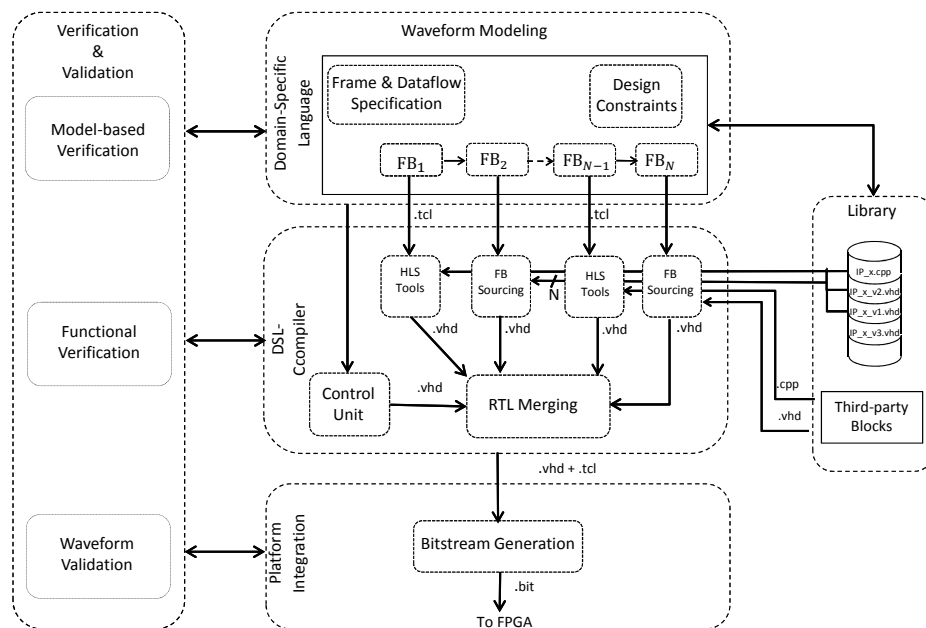 Verification
&
Validation
Model-based
Verification
Functional
Verification
Waveform
Validation
Waveform Modeling
Domain-Specific
Language
Frame & Dataflow
Specification
Design
Constraints
FB1
FB2
FBN−1
FBN
.tcl
.tcl
Library
IP_x.cpp
IP_x_v2.vhd
IP_x_v1.vhd
IP_x_v3.vhd
Third-party
Blocks
.cpp
.vhd
DSL-
Ccompiler
HLS
Tools
FB
Sourcing
N
HLS
Tools
FB
Sourcing
.vhd
.vhd
.vhd
.vhd
Control
Unit
.vhd
RTL Merging
.vhd + .tcl
Platform
Integration
Bitstream Generation
.bit
To FPGA